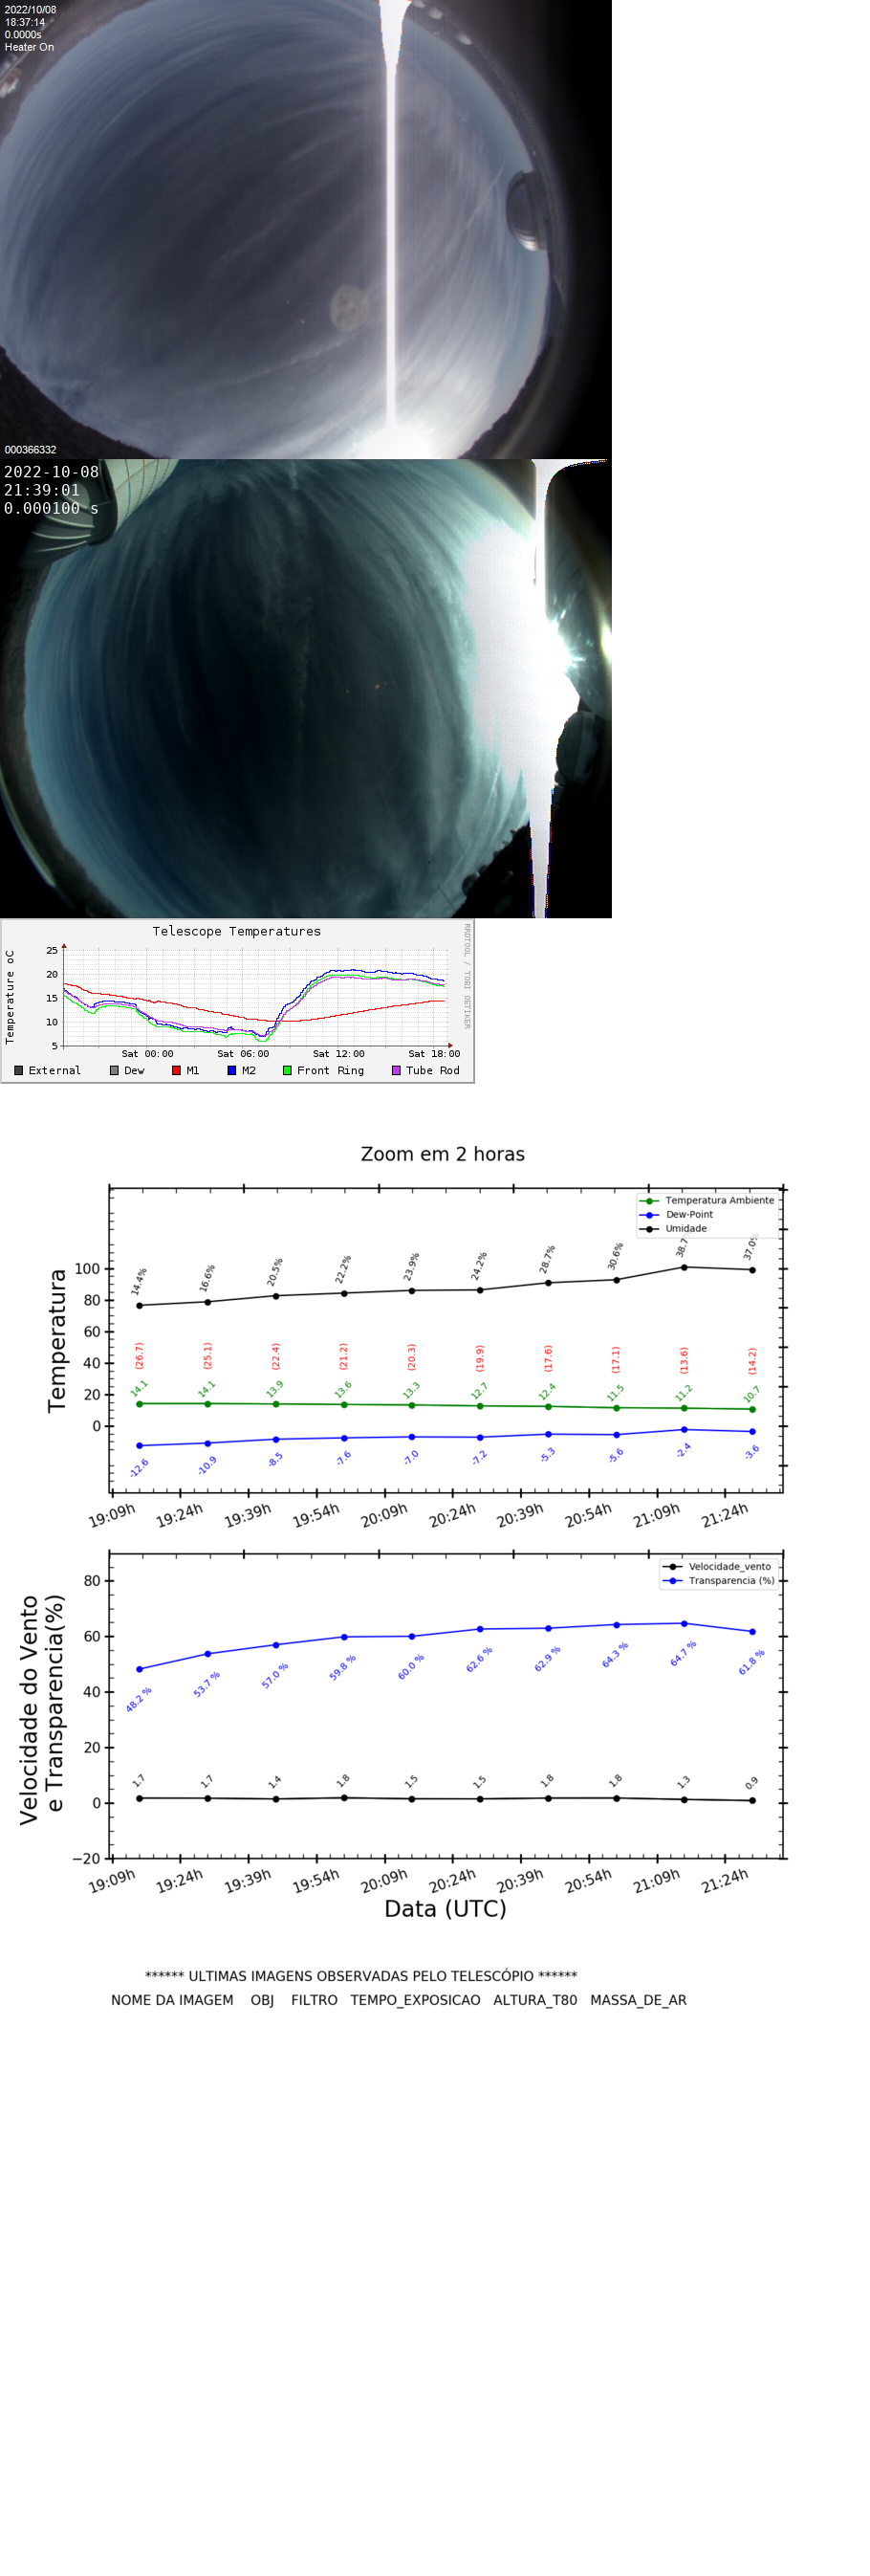 2022/10/08
18:37:14
0.0000s
Heater On
000366332
2022-10-08
21:39:01
0.000100 s
Telescope Temperatures
RRDTOOL / TOBI OETIKER
Temperature oC
25
20
15
10
5
Sat 00:00 Sat 06:00 Sat 12:00 Sat 18:00
External Dew M1 M2 Front Ring Tube Rod
Zoom em 2 horas
Temperatura Ambiente
Dew-Point
Umidade
Temperatura
100
80
60
40
20
0
14.4% 16.6% 20.5% 22.2% 23.9% 24.2% 28.7% 30.6% 38.7 37.0%
(26.7) (25.1) (22.4) (21.2) (20.3) (19.9) (17.6) (17.1) (13.6) (14.2)
14.1 14.1 13.9 13.6 13.3 12.7 12.4 11.5 11.2 10.7
-12.6 -10.9 -8.5 -7.6 -7.0 -7.2 -5.3 -5.6 -2.4 -3.6
19:09h 19:24h 19:39h 19:54h 20:09h 20:24h 20:39h 20:54h 21:09h 21:24h
Velocidade_vento
Transparencia (%)
Velocidade do Vento
e Transparencia(%)
80
60
40
20
0
−20
48.2 % 53.7 % 57.0 % 59.8 % 60.0 % 62.6 % 62.9 % 64.3 % 64.7 % 61.8 %
1.7 1.7 1.4 1.8 1.5 1.5 1.8 1.8 1.3 0.9
19:09h 19:24h 19:39h 19:54h 20:09h 20:24h 20:39h 20:54h 21:09h 21:24h
Data (UTC)
****** ULTIMAS IMAGENS OBSERVADAS PELO TELESCÓPIO ******
NOME DA IMAGEM OBJ FILTRO TEMPO_EXPOSICAO ALTURA_T80 MASSA_DE_AR